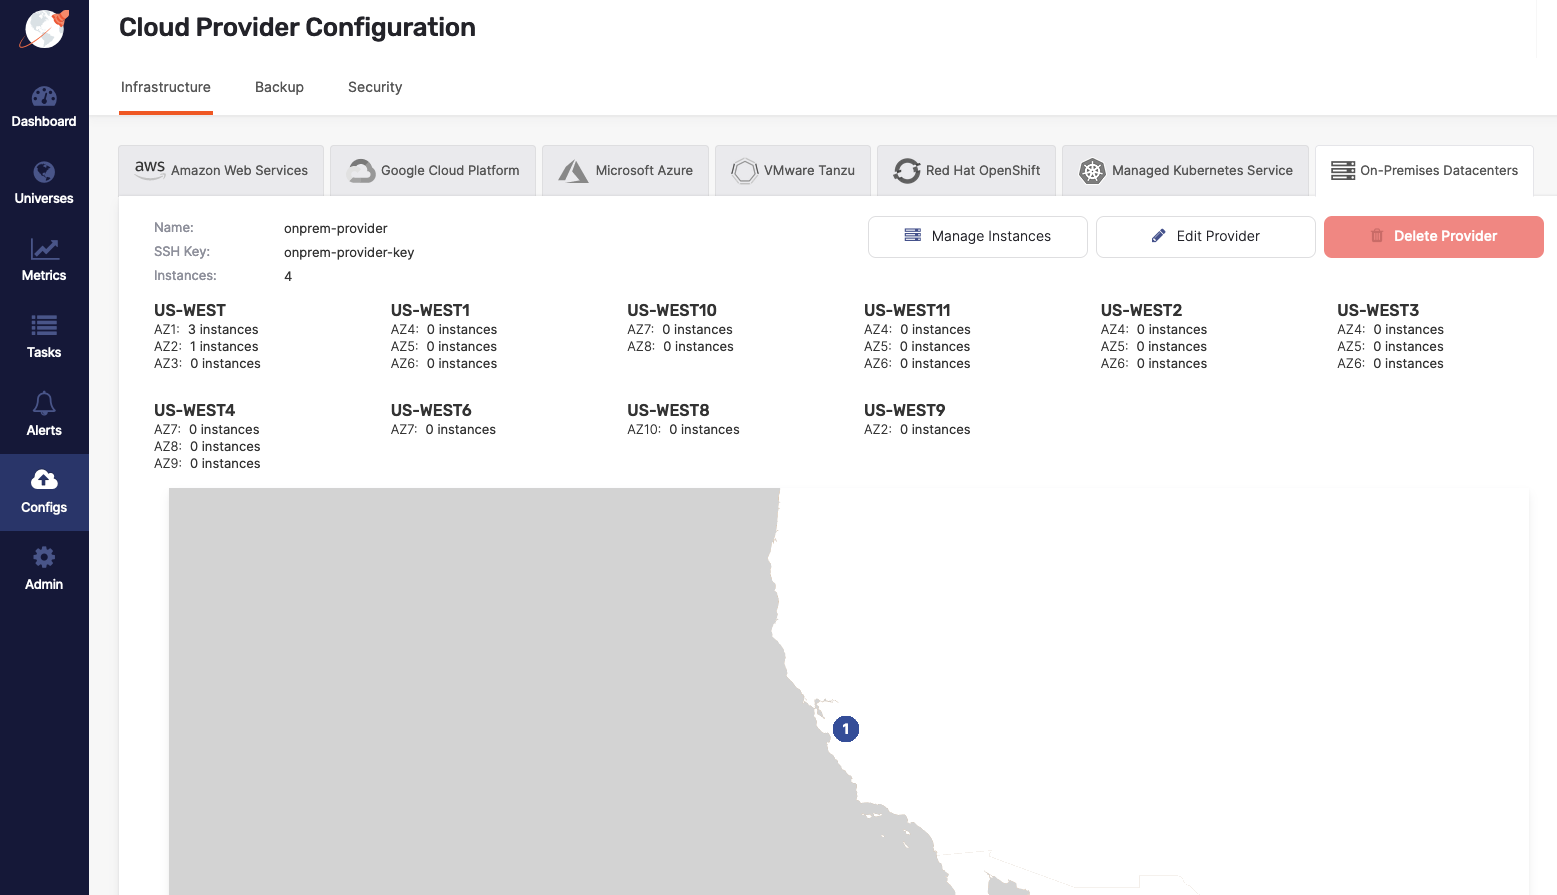 Cloud Provider Configuration
Infrastructure Backup Security
Dashboard
Universes
Metrics
Tasks
Alerts
Configs
Admin
aws Amazon Web Services Google Cloud Platform Microsoft Azure VMware Tanzu Red Hat OpenShift Managed Kubernetes Service On-Premises Datacenters
Name: onprem-provider
SSH Key: onprem-provider-key
Instances: 4
Manage Instances Edit Provider Delete Provider
US-WEST
AZ1: 3 instances
AZ2: 1 instances
AZ3: 0 instances
US-WEST1
AZ4: 0 instances
AZ5: 0 instances
AZ6: 0 instances
US-WEST10
AZ7: 0 instances
AZ8: 0 instances
US-WEST11
AZ4: 0 instances
AZ5: 0 instances
AZ6: 0 instances
US-WEST2
AZ4: 0 instances
AZ5: 0 instances
AZ6: 0 instances
US-WEST3
AZ4: 0 instances
AZ5: 0 instances
AZ6: 0 instances
US-WEST4
AZ7: 0 instances
AZ8: 0 instances
AZ9: 0 instances
US-WEST6
AZ7: 0 instances
US-WEST8
AZ10: 0 instances
US-WEST9
AZ2: 0 instances
1